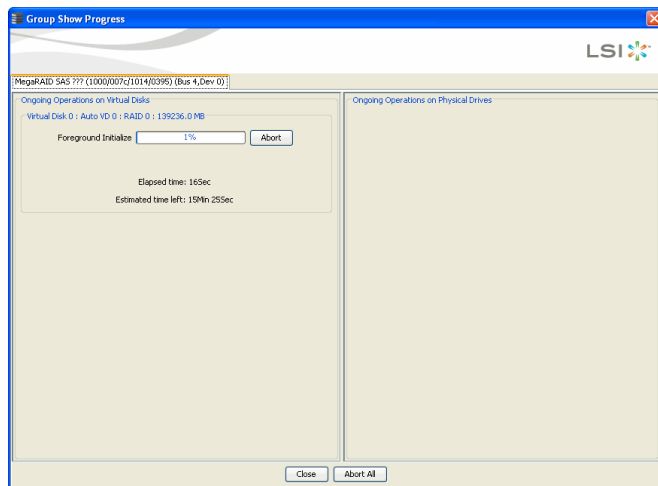 Group Show Progress
LSI
MegaRAID SAS ??? (1000/007c/1014/0395) (Bus 4,Dev 0)
Ongoing Operations on Virtual Disks
Virtual Disk 0 : Auto VD 0 : RAID 0 : 139236.0 MB
Foreground Initialize 1% Abort
Elapsed time: 16Sec
Estimated time left: 15Min 25Sec
Ongoing Operations on Physical Drives
Close Abort All